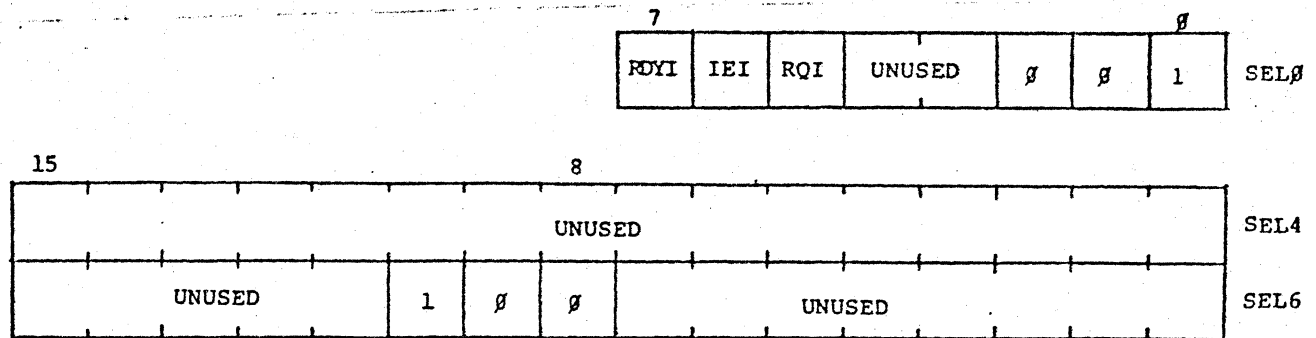 7 Ø
RDYI IEI RQI UNUSED Ø Ø 1 SELØ
15 8
UNUSED SEL4
UNUSED 1 Ø Ø UNUSED SEL6